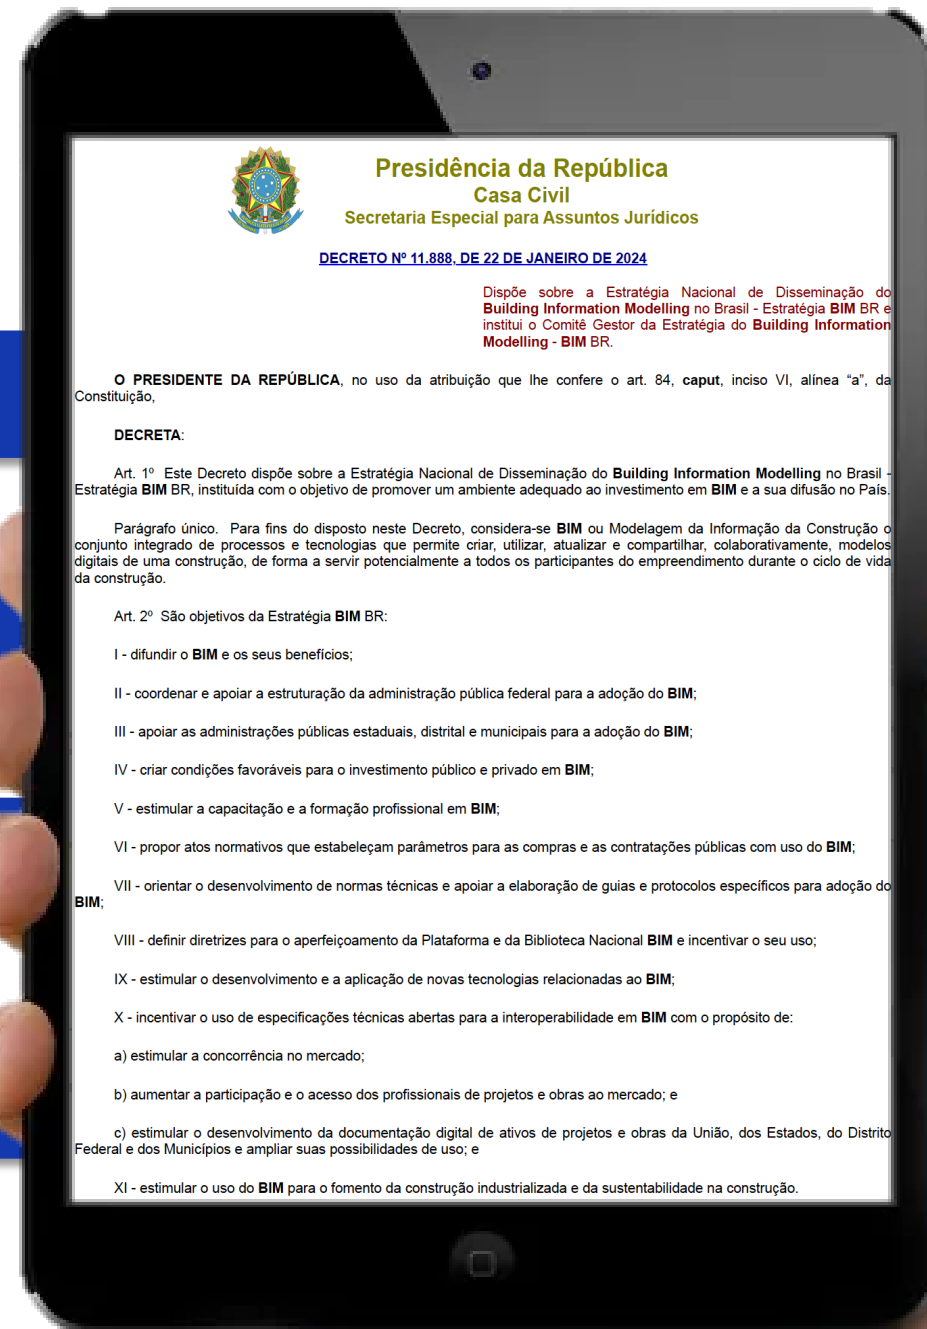 Presidência da República
Casa Civil
Secretaria Especial para Assuntos Jurídicos
DECRETO Nº 11.888, DE 22 DE JANEIRO DE 2024
Dispõe sobre a Estratégia Nacional de Disseminação do
Building Information Modelling no Brasil - Estratégia BIM BR e
institui o Comitê Gestor da Estratégia do Building Information
Modelling - BIM BR.
O PRESIDENTE DA REPÚBLICA, no uso da atribuição que lhe confere o art. 84, caput, inciso VI, alínea “a”, da
Constituição,
DECRETA:
Art. 1º Este Decreto dispõe sobre a Estratégia Nacional de Disseminação do Building Information Modelling no Brasil -
Estratégia BIM BR, instituída com o objetivo de promover um ambiente adequado ao investimento em BIM e a sua difusão no País.
Parágrafo único. Para fins do disposto neste Decreto, considera-se BIM ou Modelagem da Informação da Construção o
conjunto integrado de processos e tecnologias que permite criar, utilizar, atualizar e compartilhar, colaborativamente, modelos
digitais de uma construção, de forma a servir potencialmente a todos os participantes do empreendimento durante o ciclo de vida
da construção.
Art. 2º São objetivos da Estratégia BIM BR:
I - difundir o BIM e os seus benefícios;
II - coordenar e apoiar a estruturação da administração pública federal para a adoção do BIM;
III - apoiar as administrações públicas estaduais, distrital e municipais para a adoção do BIM;
IV - criar condições favoráveis para o investimento público e privado em BIM;
V - estimular a capacitação e a formação profissional em BIM;
VI - propor atos normativos que estabeleçam parâmetros para as compras e as contratações públicas com uso do BIM;
VII - orientar o desenvolvimento de normas técnicas e apoiar a elaboração de guias e protocolos específicos para adoção do
BIM;
VIII - definir diretrizes para o aperfeiçoamento da Plataforma e da Biblioteca Nacional BIM e incentivar o seu uso;
IX - estimular o desenvolvimento e a aplicação de novas tecnologias relacionadas ao BIM;
X - incentivar o uso de especificações técnicas abertas para a interoperabilidade em BIM com o propósito de:
a) estimular a concorrência no mercado;
b) aumentar a participação e o acesso dos profissionais de projetos e obras ao mercado; e
c) estimular o desenvolvimento da documentação digital de ativos de projetos e obras da União, dos Estados, do Distrito
Federal e dos Municípios e ampliar suas possibilidades de uso; e
XI - estimular o uso do BIM para o fomento da construção industrializada e da sustentabilidade na construção.